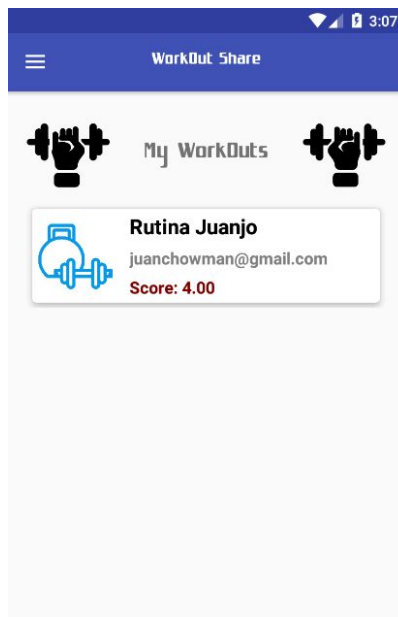 3:07
WorkOut Share
My WorkOuts
Rutina Juanjo
juanchowman@gmail.com
Score: 4.00